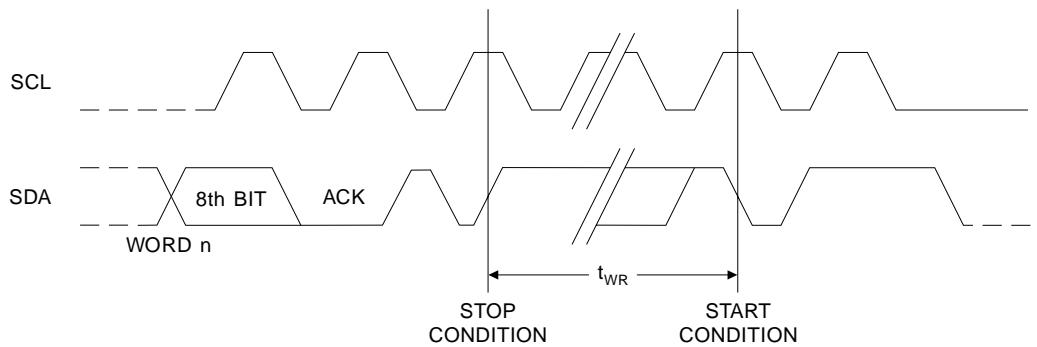 SCL
SDA
8th BIT
ACK
WORD n
tWR
STOP
CONDITION
START
CONDITION